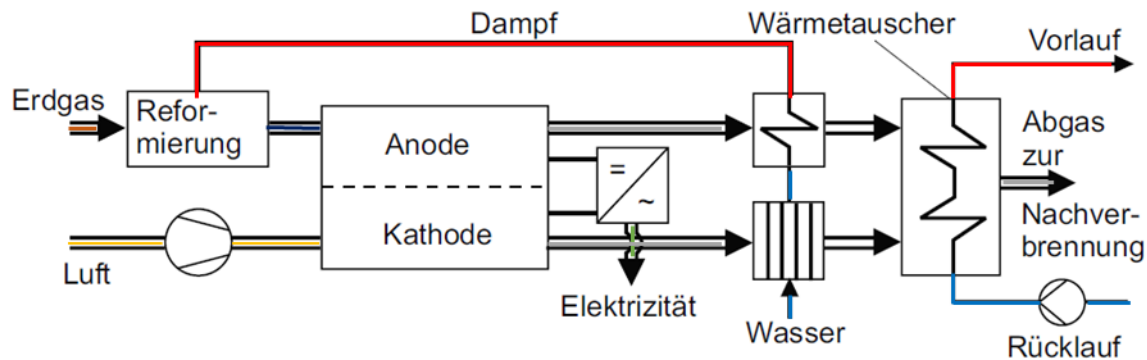 Dampf
Wärmetauscher
Vorlauf
Erdgas
Refor-
mierung
Anode
Abgas
zur
Nachver-
brennung
=
~
Kathode
Luft
Elektrizität
Wasser
Rücklauf